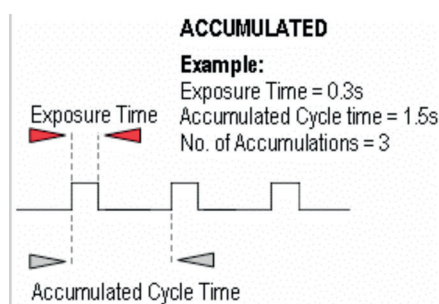 ACCUMULATED
Example:
Exposure Time = 0.3s
Accumulated Cycle time = 1.5s
No. of Accumulations = 3
Exposure Time
Accumulated Cycle Time